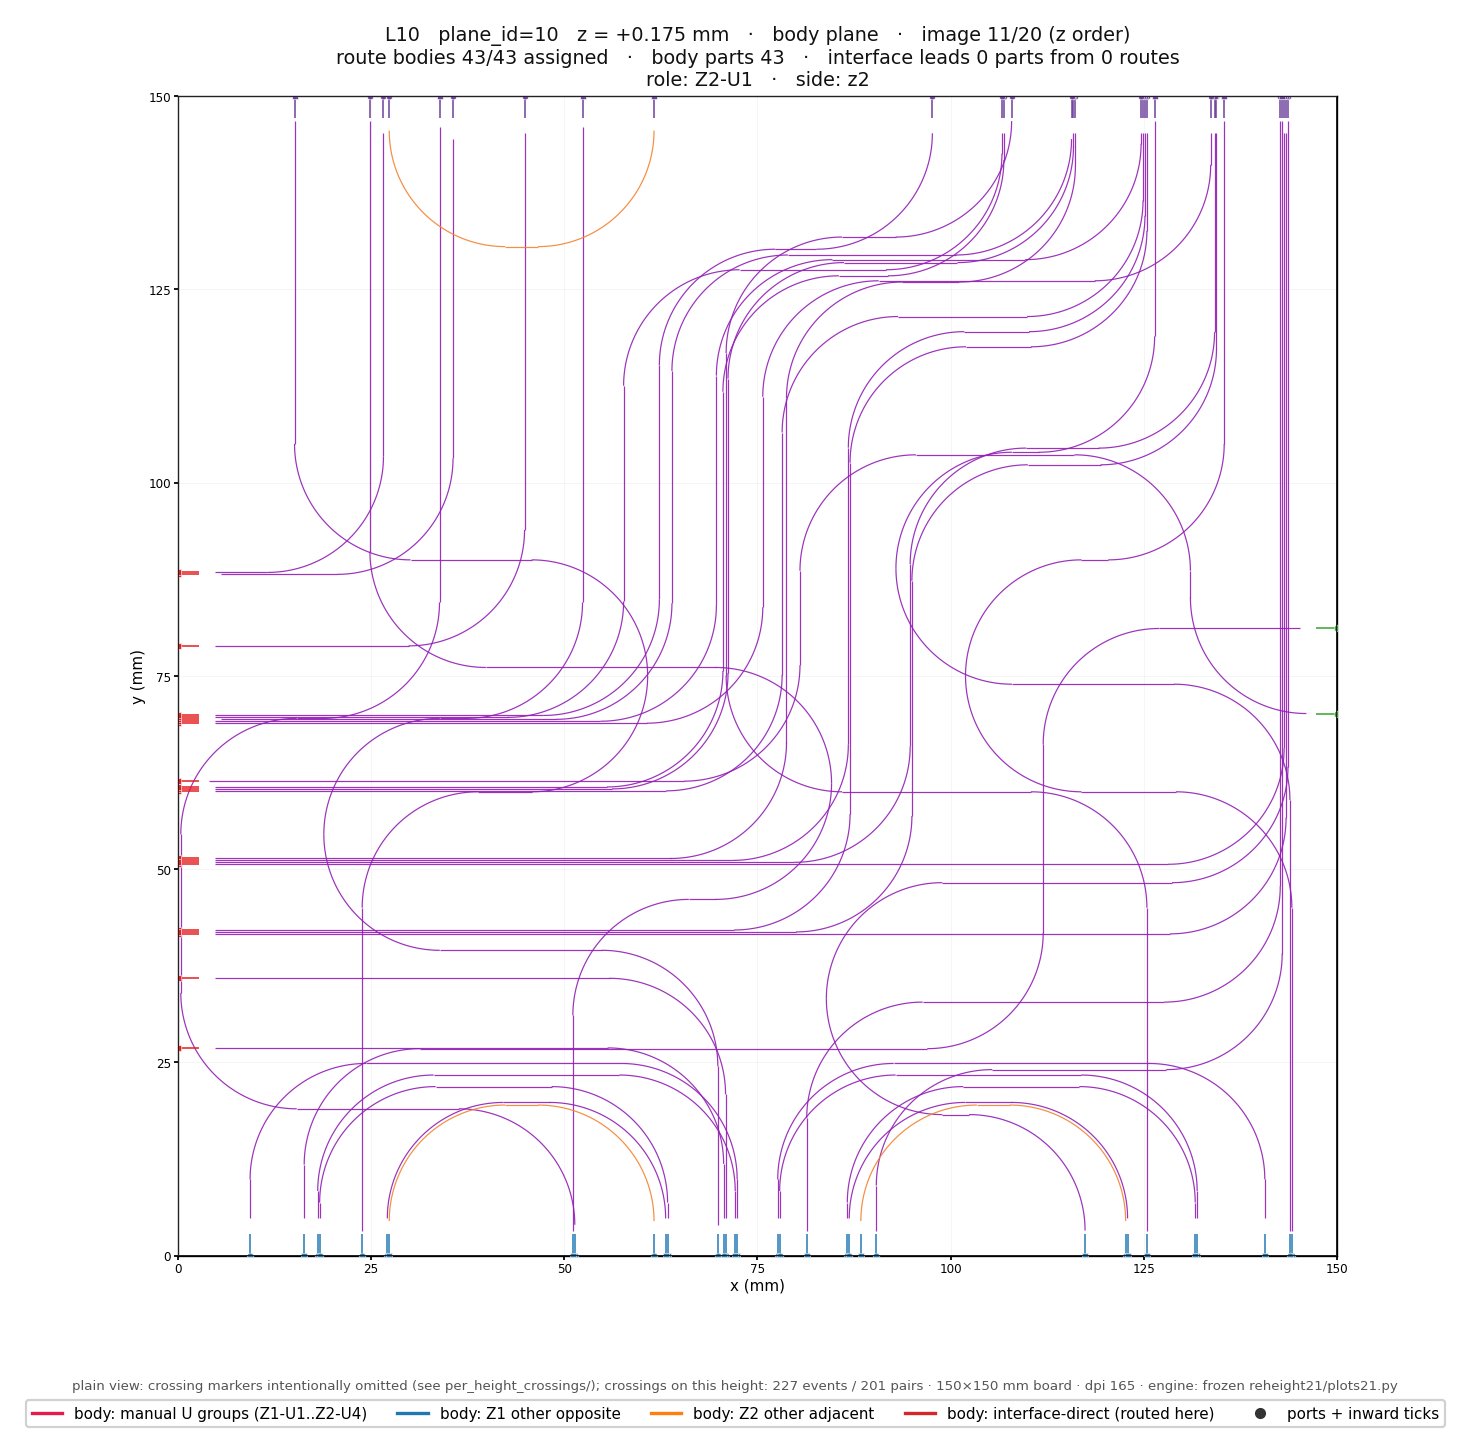 L10   plane_id=10   z = +0.175 mm   ·   body plane   ·   image 11/20 (z order)
route bodies 43/43 assigned   ·   body parts 43   ·   interface leads 0 parts from 0 routes
role: Z2-U1   ·   side: z2
150
125
100
75
50
25
0
y (mm)
0 25 50 75 100 125 150
x (mm)
plain view: crossing markers intentionally omitted (see per_height_crossings/); crossings on this height: 227 events / 201 pairs · 150×150 mm board · dpi 165 · engine: frozen reheight21/plots21.py
body: manual U groups (Z1-U1..Z2-U4) body: Z1 other opposite body: Z2 other adjacent body: interface-direct (routed here) ports + inward ticks